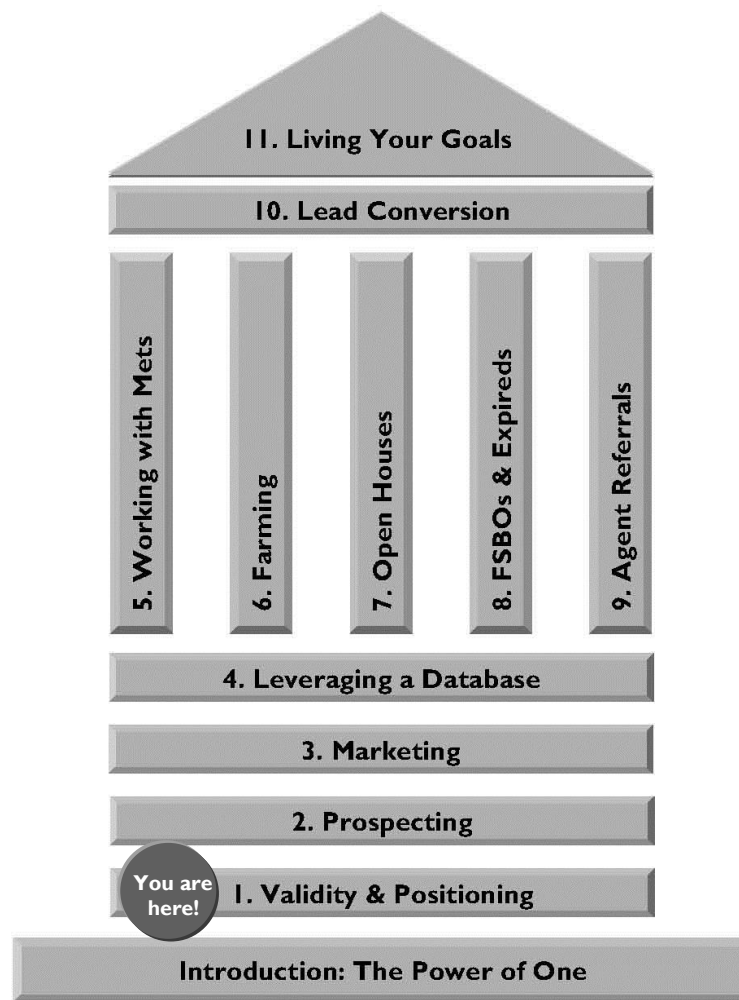 11. Living Your Goals
10. Lead Conversion
5. Working with Mets
6. Farming
7. Open Houses
8. FSBOs & Expireds
9. Agent Referrals
4. Leveraging a Database
3. Marketing
2. Prospecting
You are
here!
1. Validity & Positioning
Introduction: The Power of One